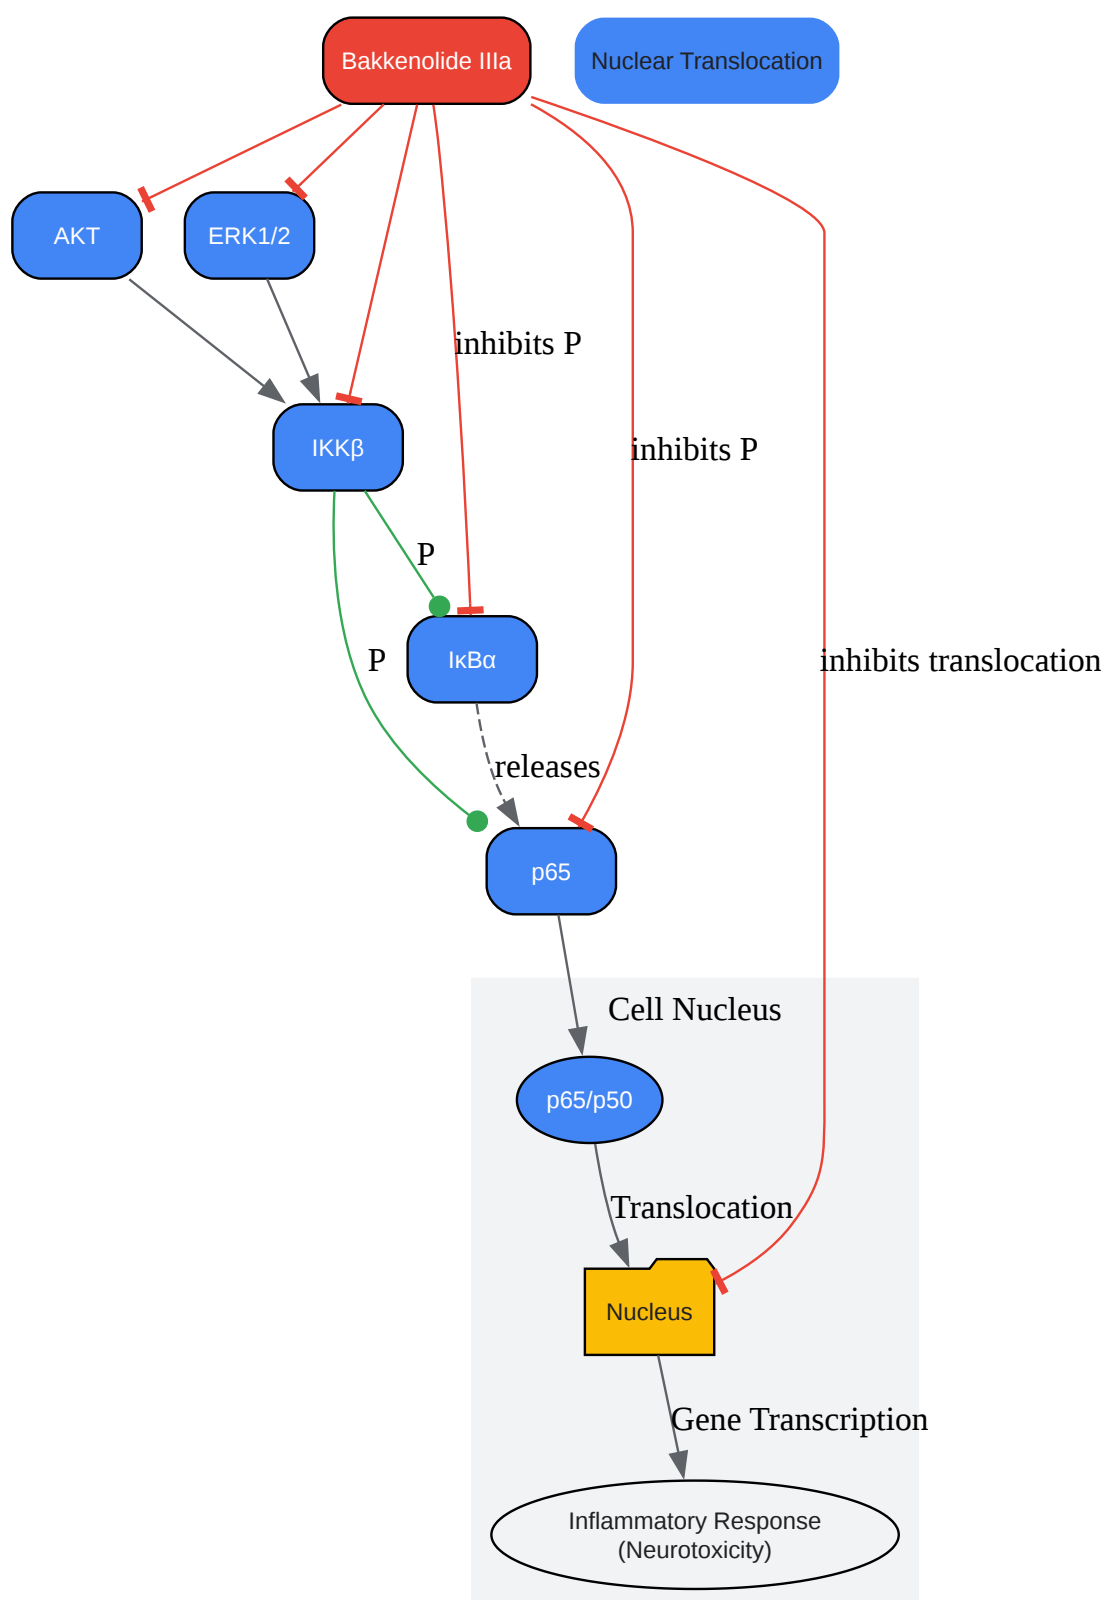 Bakkenolide IIIa
Nuclear Translocation
AKT
ERK1/2
inhibits P
inhibits P
IKKβ
P
P
IκBα
inhibits translocation
releases
p65
Cell Nucleus
p65/p50
Translocation
Nucleus
Gene Transcription
Inflammatory Response
(Neurotoxicity)